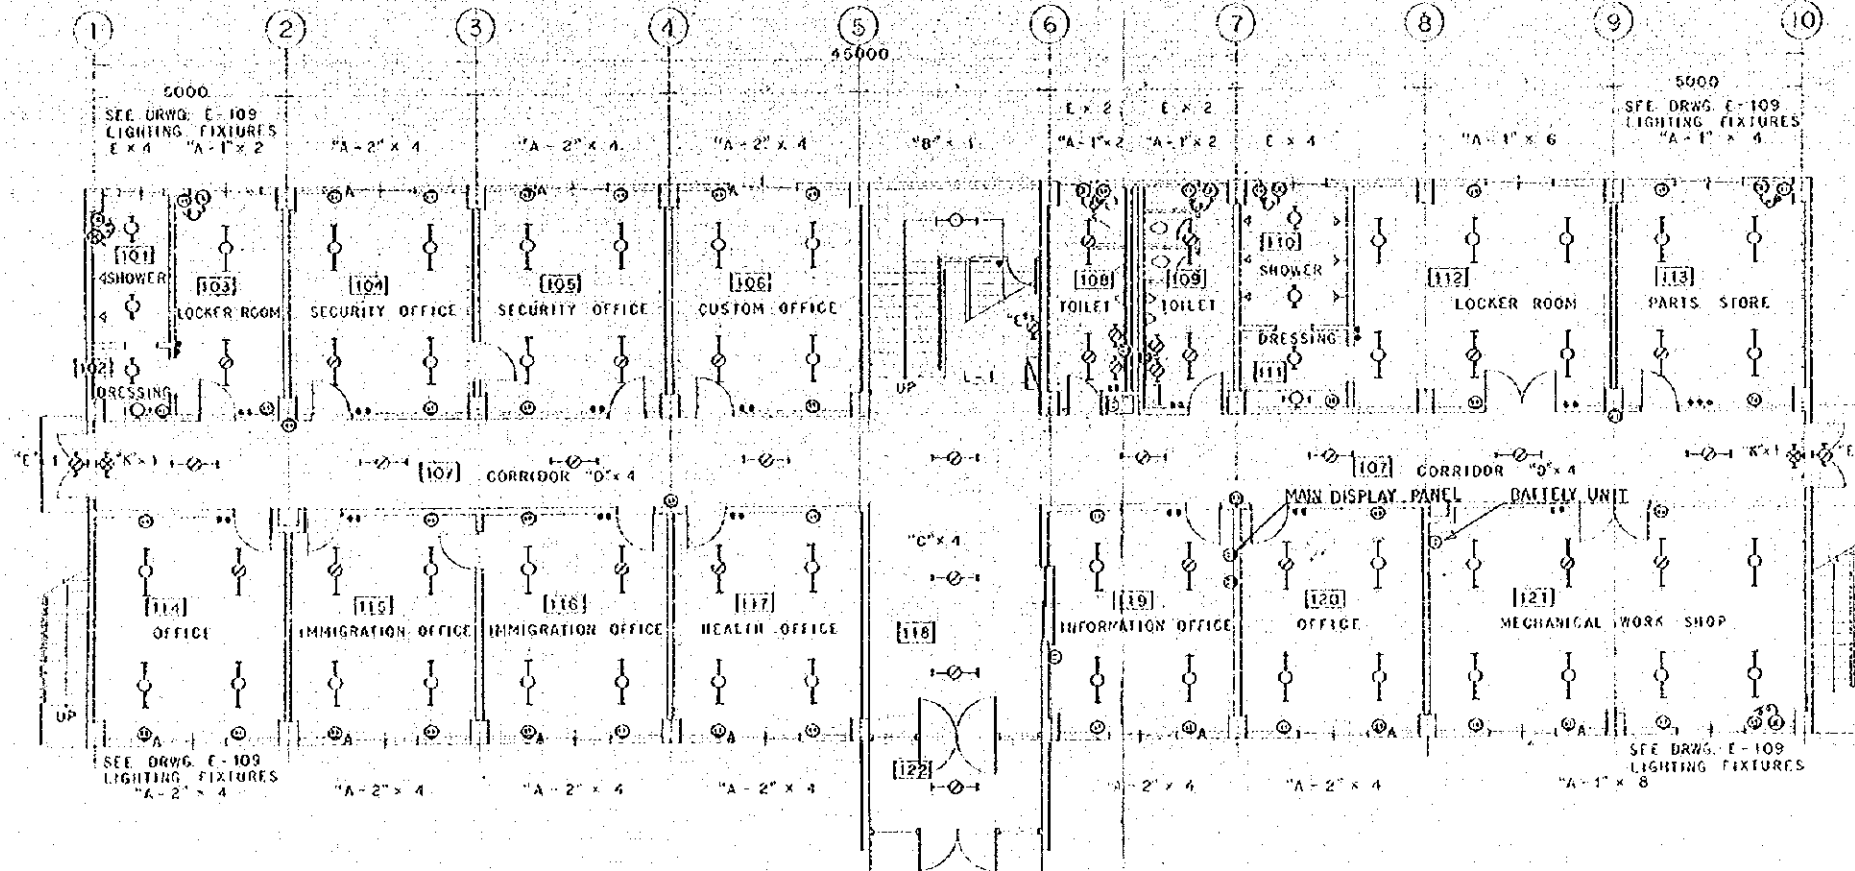 1 2 3 4 5 6 7 8 9 10
45000
5000
5000
SEE DRWG. E-109
LIGHTING FIXTURES
E × 4 "A-1" × 2
"A-2" × 4
"A-2" × 4
"A-2" × 4
E × 2
"A-1" × 2
E × 2
"A-1" × 2
E × 4
"A-1" × 6
SEE DRWG. E-109
LIGHTING FIXTURES
"A-1" × 4
A
A
A
[101]
SHOWER
[103]
LOCKER ROOM
[104]
SECURITY OFFICE
[105]
SECURITY OFFICE
[106]
CUSTOM OFFICE
[108]
TOILET
[109]
TOILET
[110]
SHOWER
[112]
LOCKER ROOM
[113]
PARTS STORE
[102]
DRESSING
UP
DRESSING
[111]
"K" × 1
[107] CORRIDOR "D" × 4
[107] CORRIDOR "D" × 4
"K" × 1
MAIN DISPLAY PANEL
BATTELY UNIT
"C" × 4
[114]
OFFICE
[115]
IMMIGRATION OFFICE
[116]
IMMIGRATION OFFICE
[117]
HEALTH OFFICE
[118]
[119]
INFORMATION OFFICE
[120]
OFFICE
[121]
MECHANICAL WORK SHOP
UP
A
A
A
A
A
A
[122]
SEE DRWG. E-109
LIGHTING FIXTURES
"A-2" × 4
"A-2" × 4
"A-2" × 4
"A-2" × 4
"A-2" × 4
"A-2" × 4
"A-1" × 8
SEE DRWG. E-109
LIGHTING FIXTURES